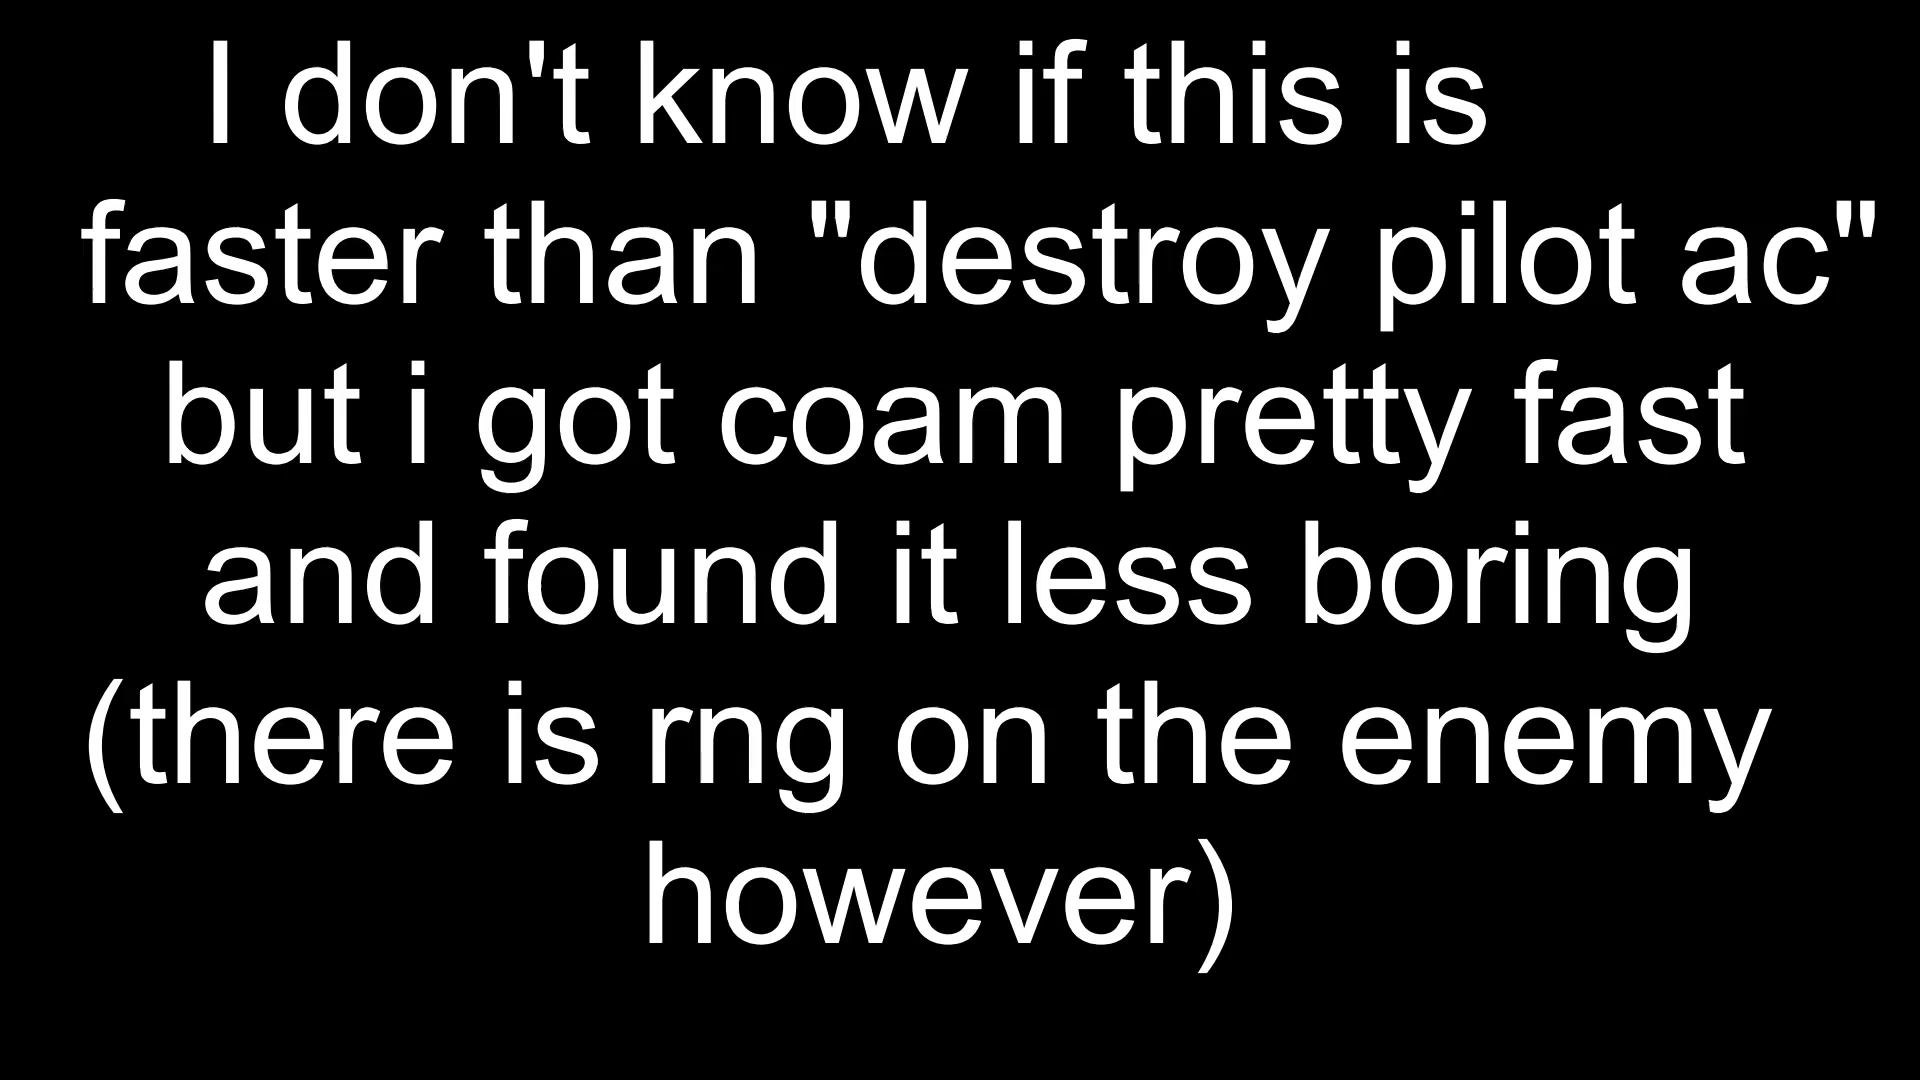 I don't know if this is
faster than "destroy pilot ac"
but i got coam pretty fast
and found it less boring
(there is rng on the enemy
however)